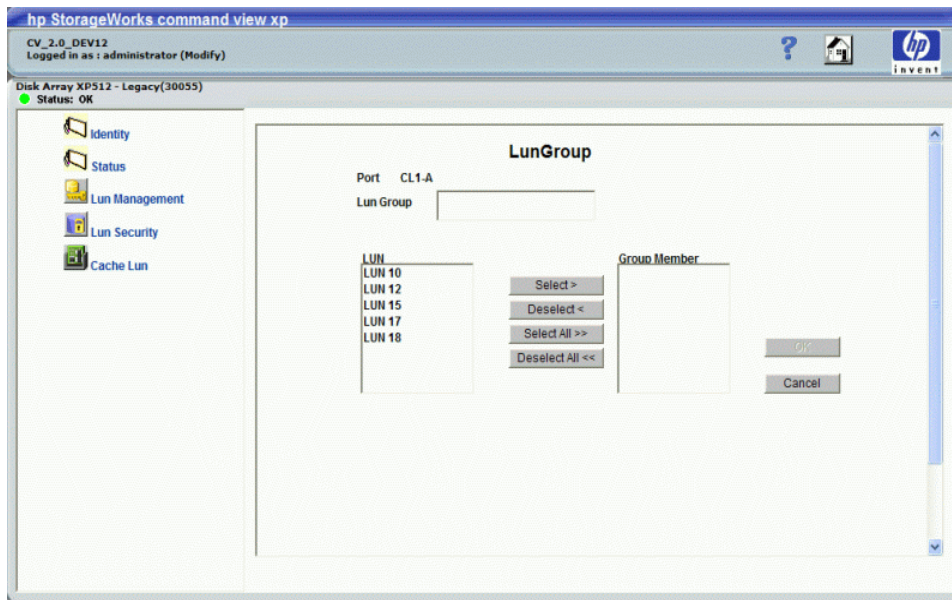 hp StorageWorks command view xp
CV_2.0_DEV12
Logged in as : administrator (Modify)
?
hp
invent
Disk Array XP512 - Legacy(30055)
Status: OK
Identity
Status
Lun Management
Lun Security
Cache Lun
LunGroup
Port CL1-A
Lun Group
LUN
LUN 10
LUN 12
LUN 15
LUN 17
LUN 18
Select >
Deselect <
Select All >>
Deselect All <<
Group Member
OK
Cancel